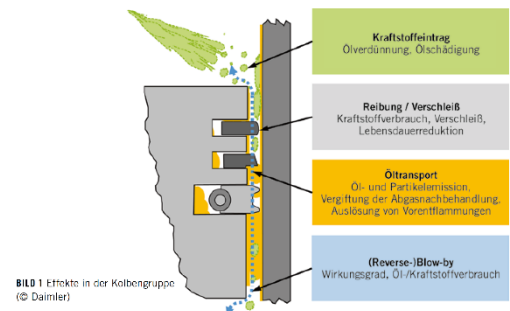 Kraftstoffeintrag
Ölverdünnung, Ölschädigung
Reibung / Verschleiß
Kraftstoffverbrauch, Verschleiß,
Lebensdauerreduktion
Öltransport
Öl- und Partikelemission,
Vergiftung der Abgasnachbehandlung,
Auslösung von Vorentflammungen
(Reverse-)Blow-by
Wirkungsgrad, Öl-/Kraftstoffverbrauch
BILD 1 Effekte in der Kolbengruppe
(© Daimler)